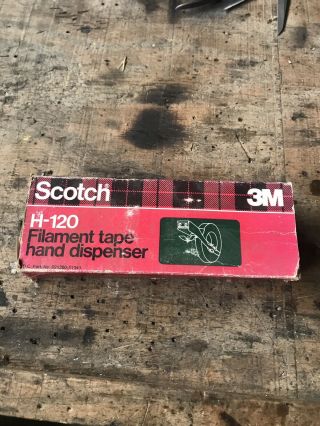 Scotch
3M
H-120
Filament tape
hand dispenser